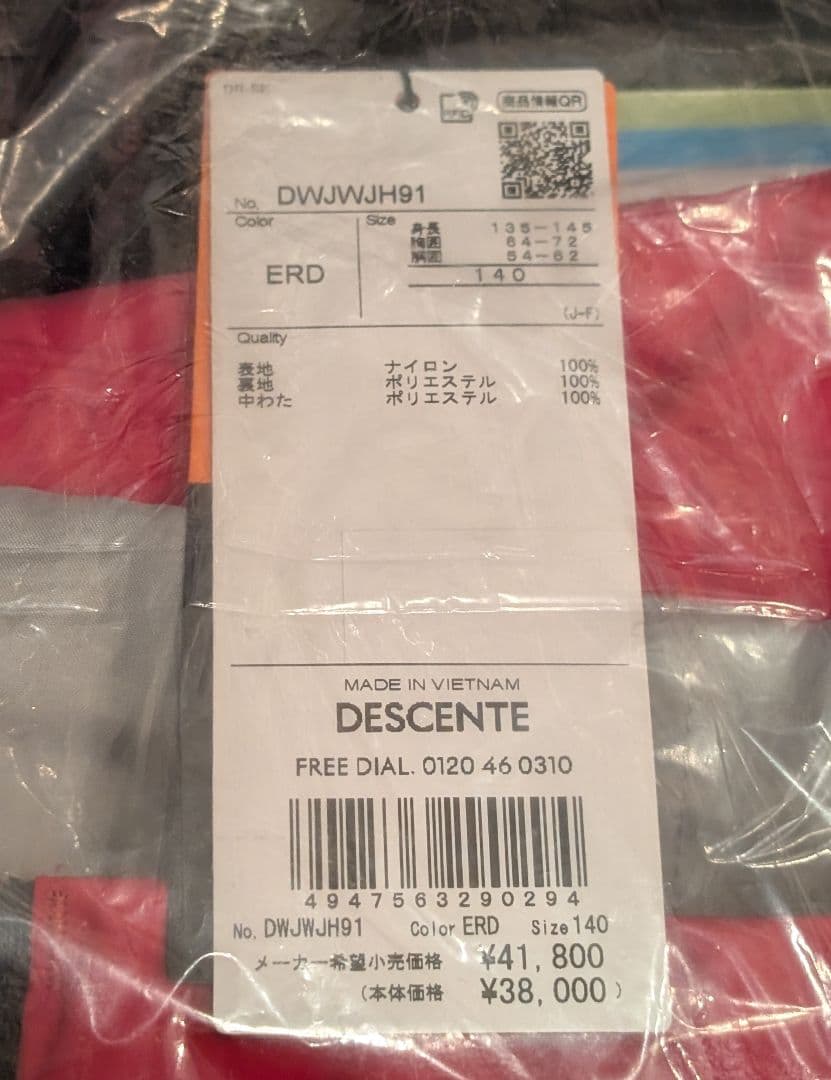 商品情報QR
No. DWJWJH91
Color
Size
身長 135-145
胸囲 64-72
胴囲 54-62
ERD
140
(J-F)
Quality
表地 ナイロン 100%
裏地 ポリエステル 100%
中わた ポリエステル 100%
MADE IN VIETNAM
DESCENTE
FREE DIAL. 0120 46 0310
4947563290294
No. DWJWJH91 Color ERD Size 140
メーカー希望小売価格 ¥41,800
(本体価格 ¥38,000)